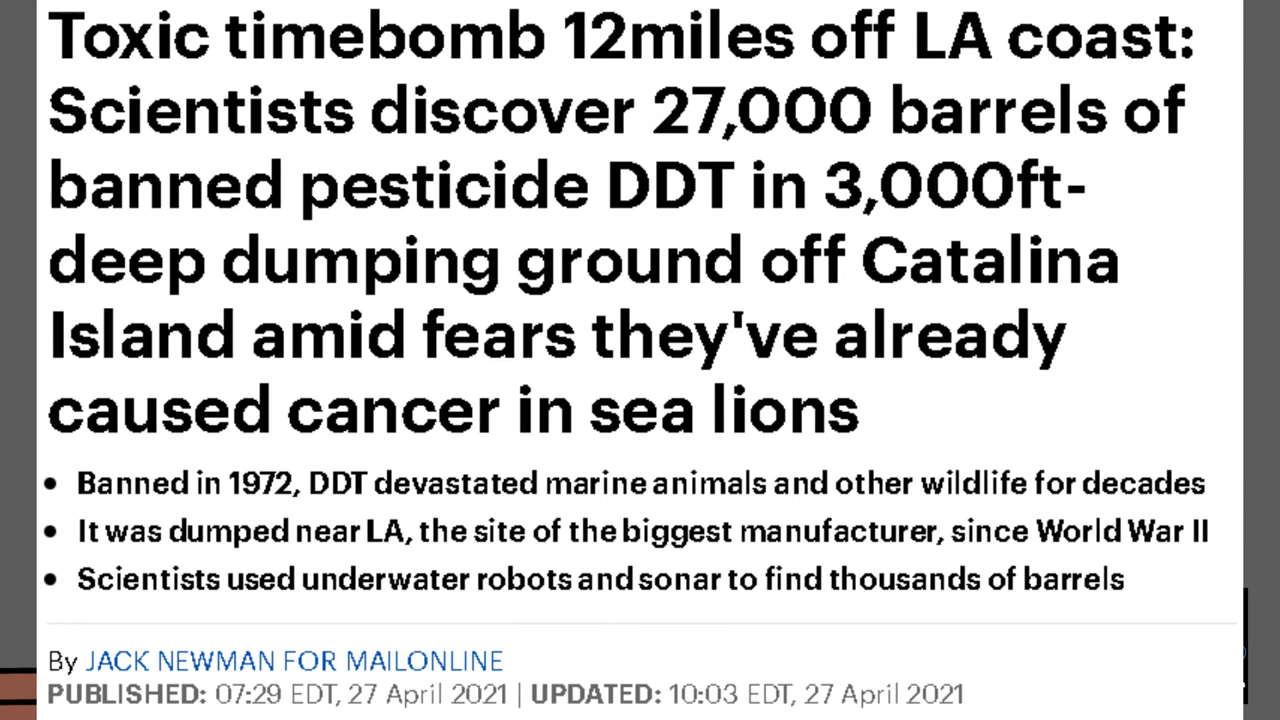 Toxic timebomb 12miles off LA coast:
Scientists discover 27,000 barrels of
banned pesticide DDT in 3,000ft-
deep dumping ground off Catalina
Island amid fears they've already
caused cancer in sea lions
• Banned in 1972, DDT devastated marine animals and other wildlife for decades
• It was dumped near LA, the site of the biggest manufacturer, since World War II
• Scientists used underwater robots and sonar to find thousands of barrels
By JACK NEWMAN FOR MAILONLINE
PUBLISHED: 07:29 EDT, 27 April 2021 | UPDATED: 10:03 EDT, 27 April 2021